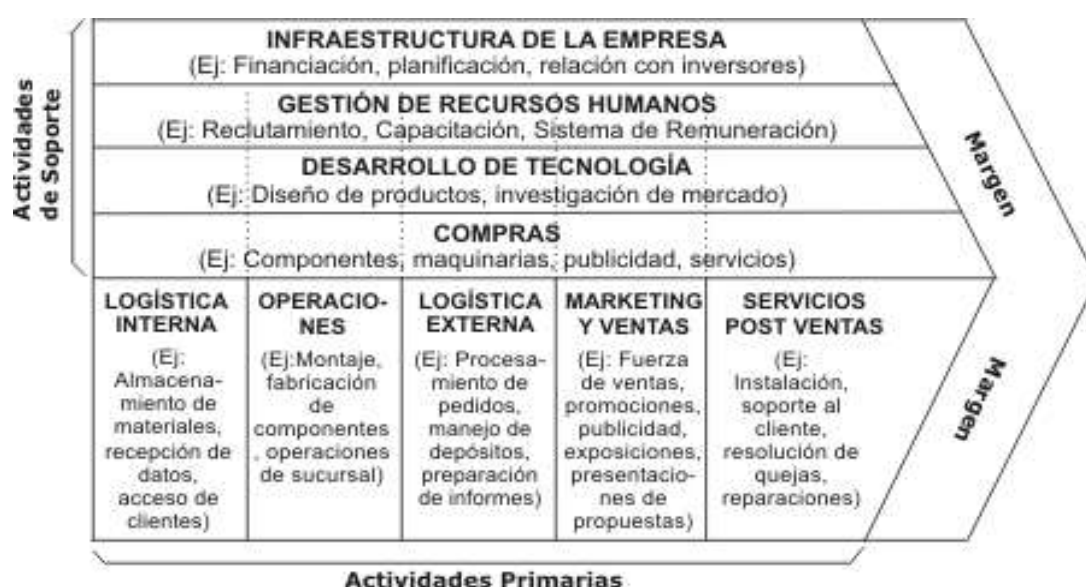 Actividades
de Soporte
INFRAESTRUCTURA DE LA EMPRESA
(Ej: Financiación, planificación, relación con inversores)
GESTIÓN DE RECURSOS HUMANOS
(Ej: Reclutamiento, Capacitación, Sistema de Remuneración)
DESARROLLO DE TECNOLOGÍA
(Ej: Diseño de productos, investigación de mercado)
COMPRAS
(Ej: Componentes, maquinarias, publicidad, servicios)
LOGÍSTICA
INTERNA
(Ej:
Almacena-
miento de
materiales,
recepción de
datos,
acceso de
clientes)
OPERACIO-
NES
(Ej:Montaje,
fabricación
de
componentes
, operaciones
de sucursal)
LOGÍSTICA
EXTERNA
(Ej: Procesa-
miento de
pedidos,
manejo de
depósitos,
preparación
de informes)
MARKETING
Y VENTAS
(Ej: Fuerza
de ventas,
promociones,
publicidad,
exposiciones,
presentacio-
nes de
propuestas)
SERVICIOS
POST VENTAS
(Ej:
Instalación,
soporte al
cliente,
resolución de
quejas,
reparaciones)
Margen
Margen
Actividades Primarias